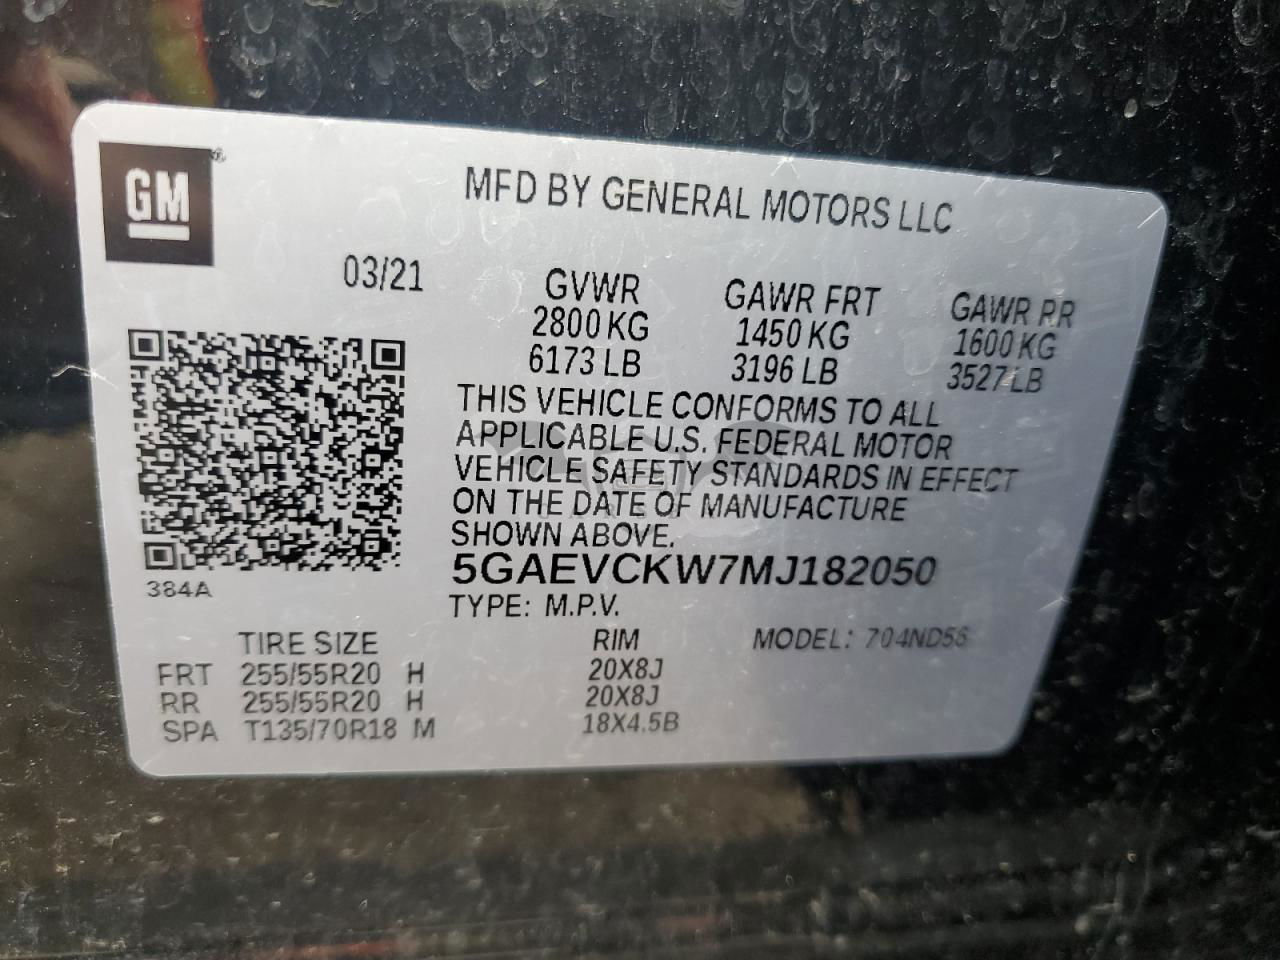 GM®
MFD BY GENERAL MOTORS LLC
03/21
GVWR GAWR FRT GAWR RR
2800 KG 1450 KG 1600 KG
6173 LB 3196 LB 3527 LB
THIS VEHICLE CONFORMS TO ALL
APPLICABLE U.S. FEDERAL MOTOR
VEHICLE SAFETY STANDARDS IN EFFECT
ON THE DATE OF MANUFACTURE
SHOWN ABOVE.
5GAEVCKW7MJ182050
384A
TYPE: M.P.V.
TIRE SIZE RIM MODEL: 704ND56
FRT 255/55R20 H 20X8J
RR 255/55R20 H 20X8J
SPA T135/70R18 M 18X4.5B